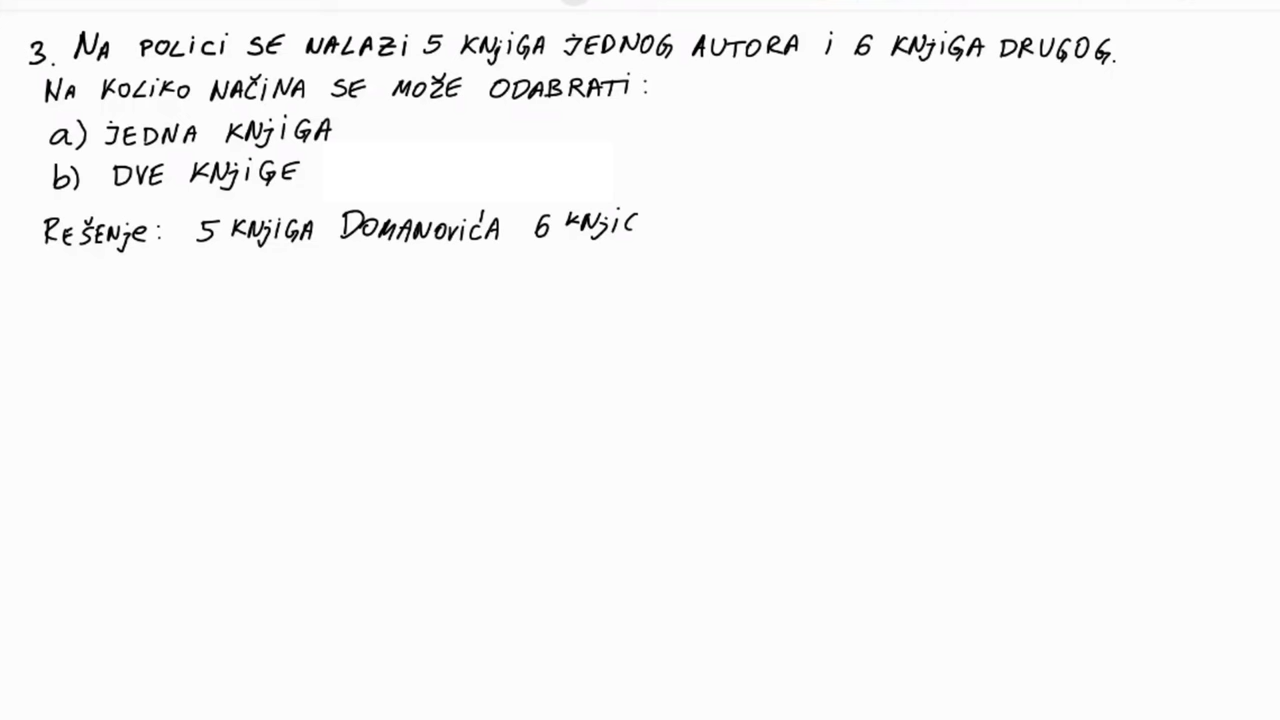 3. NA POLICI SE NALAZI 5 KNJIGA JEDNOG AUTORA I 6 KNJIGA DRUGOG.
NA KOLIKO NAČINA SE MOŽE ODABRATI:
a) JEDNA KNJIGA
b) DVE KNJIGE
REŠENJE: 5 KNJIGA DOMANOVIĆA 6 KNJIC